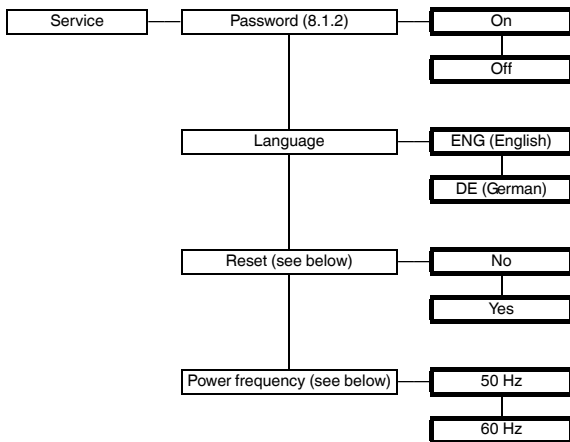 Service
Password (8.1.2)
On
Off
Language
ENG (English)
DE (German)
Reset (see below)
No
Yes
Power frequency (see below)
50 Hz
60 Hz